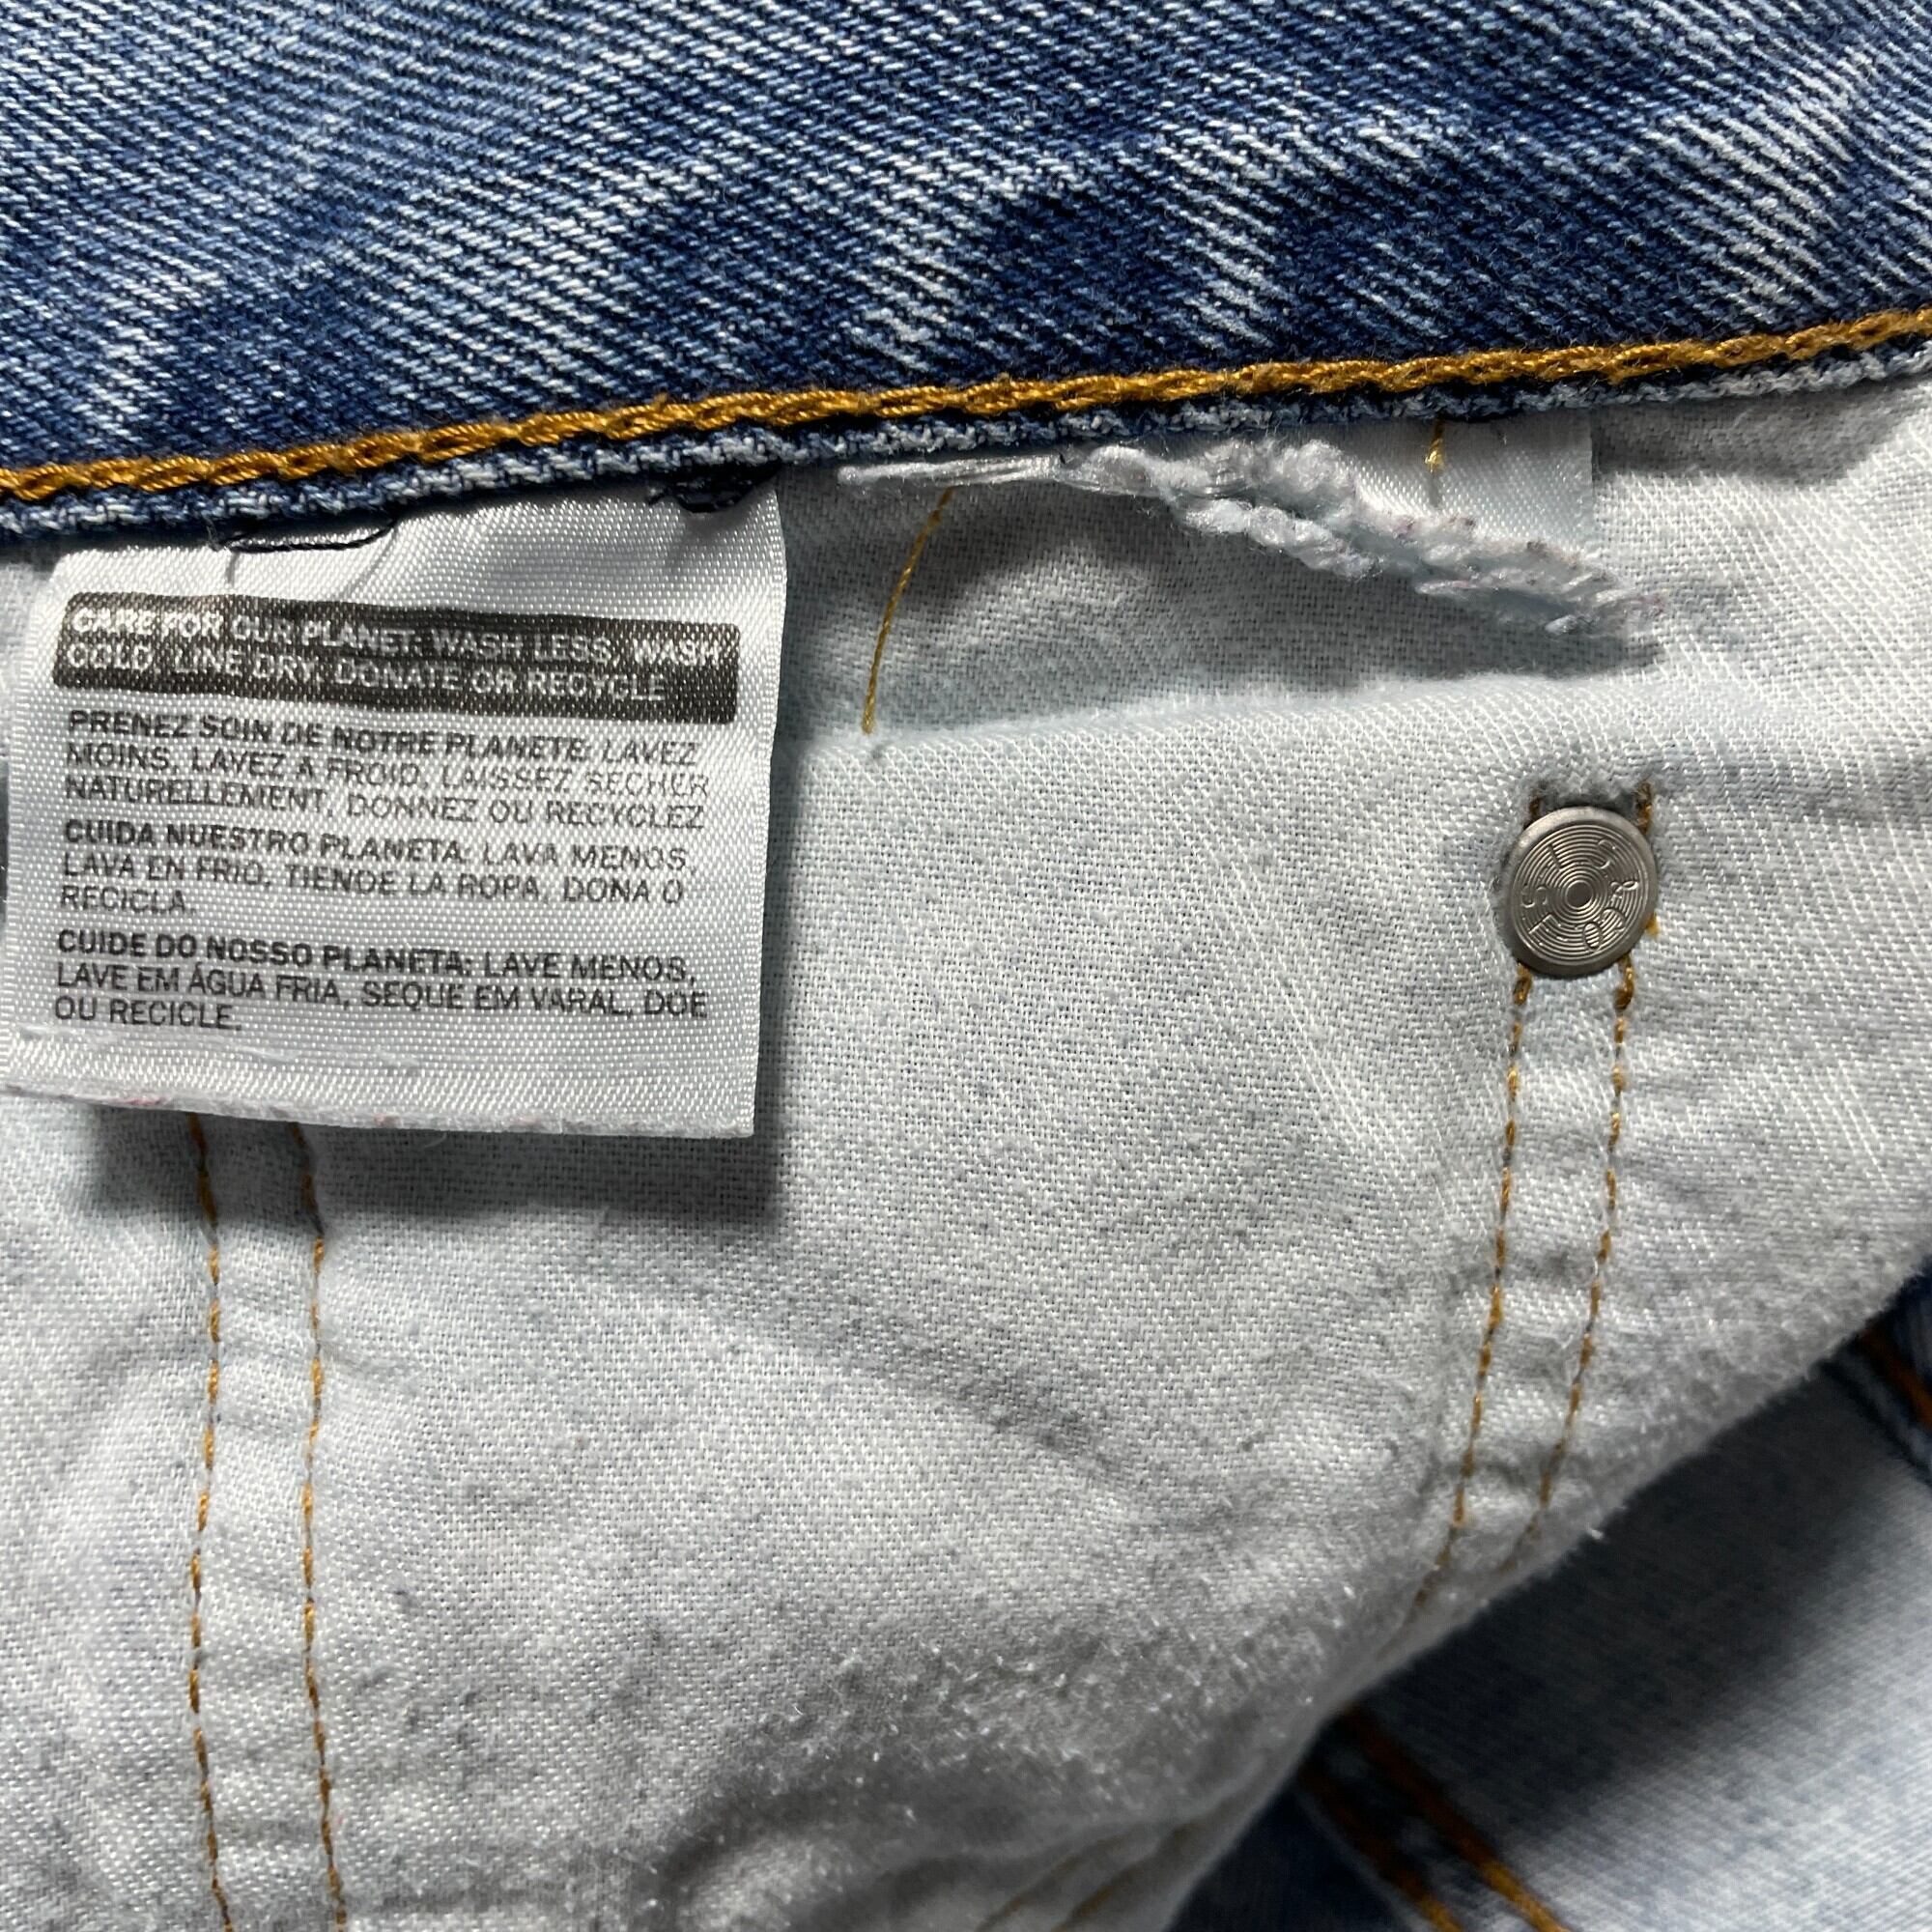 CARE FOR OUR PLANET: WASH LESS, WASH
COLD, LINE DRY, DONATE OR RECYCLE
PRENEZ SOIN DE NOTRE PLANETE: LAVEZ
MOINS, LAVEZ A FROID, LAISSEZ SECHER
NATURELLEMENT, DONNEZ OU RECYCLEZ
CUIDA NUESTRO PLANETA: LAVA MENOS,
LAVA EN FRIO, TIENDE LA ROPA, DONA O
RECICLA.
CUIDE DO NOSSO PLANETA: LAVE MENOS,
LAVE EM ÁGUA FRIA, SEQUE EM VARAL, DOE
OU RECICLE.